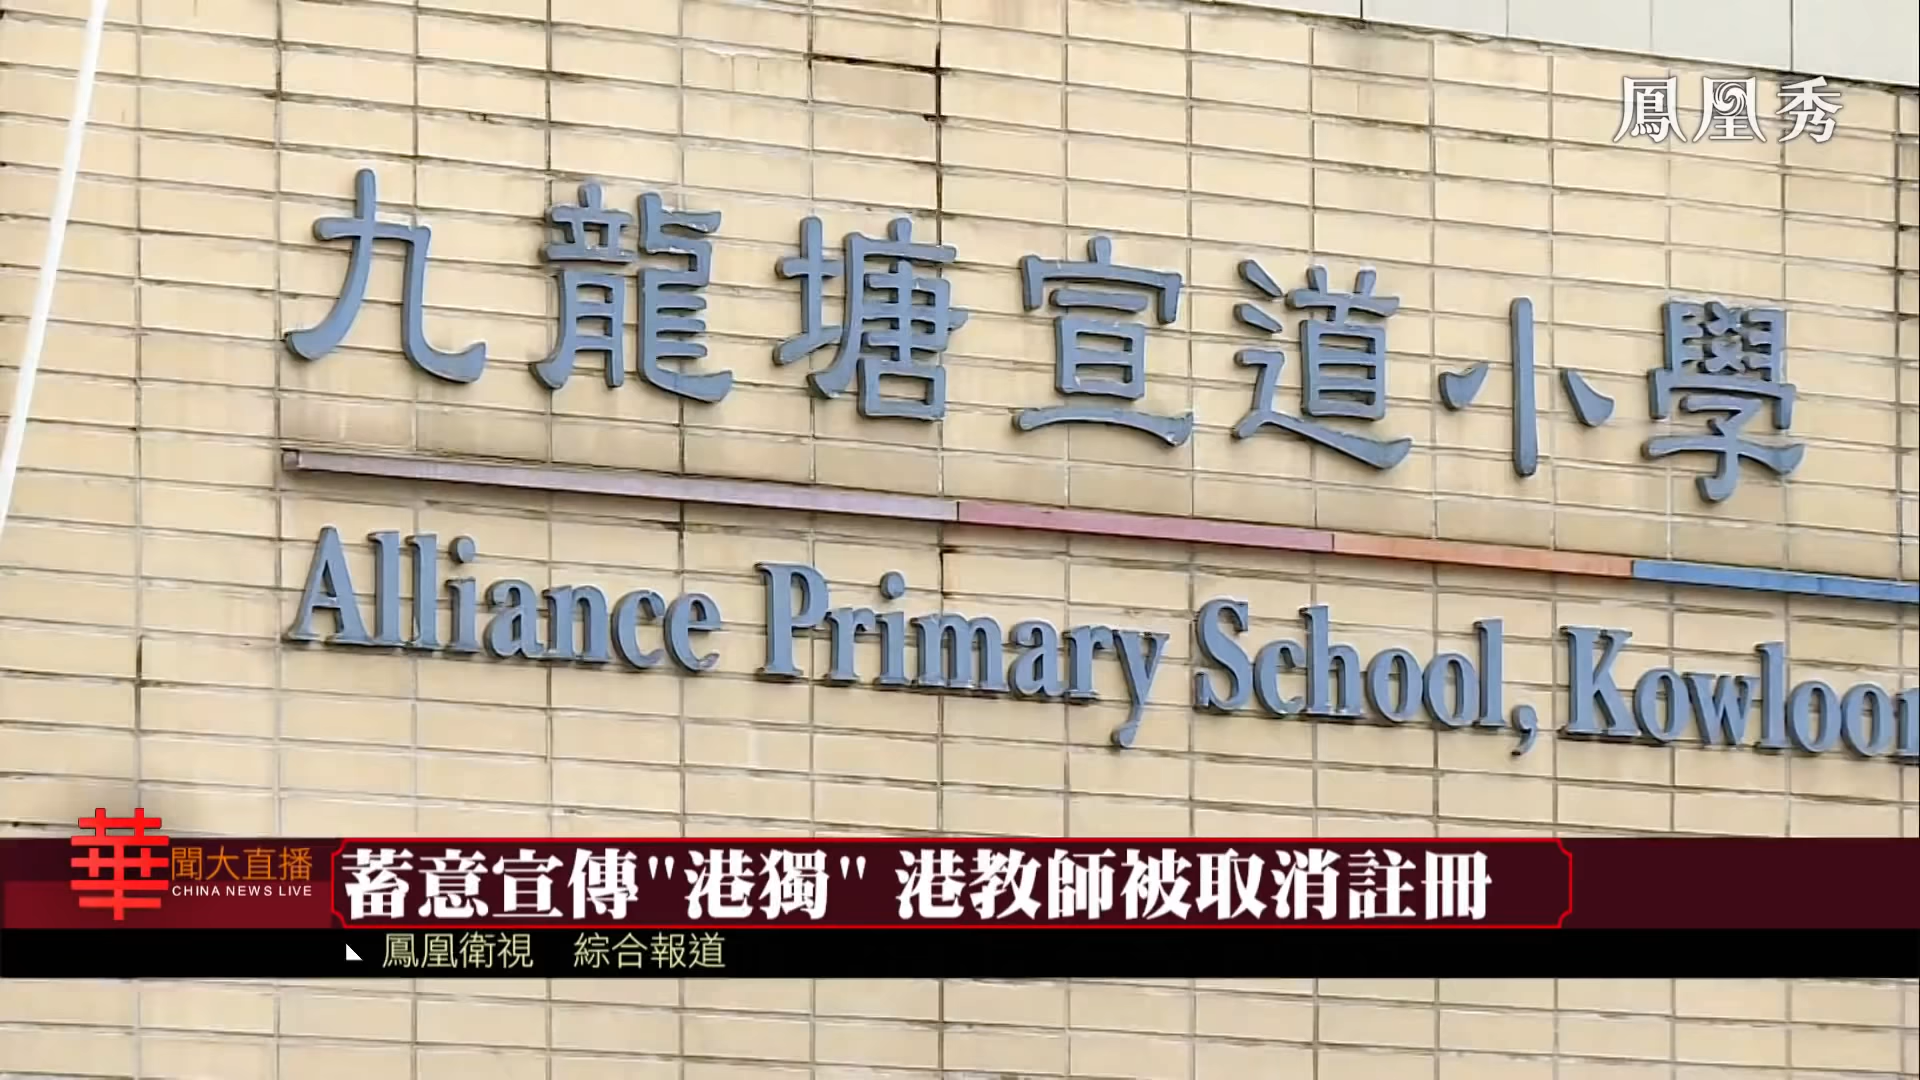 鳳凰秀
九龍塘宣道小學
Alliance Primary School, Kowloon
華聞大直播
CHINA NEWS LIVE
蓄意宣傳"港獨" 港教師被取消註冊
鳳凰衛視 綜合報道